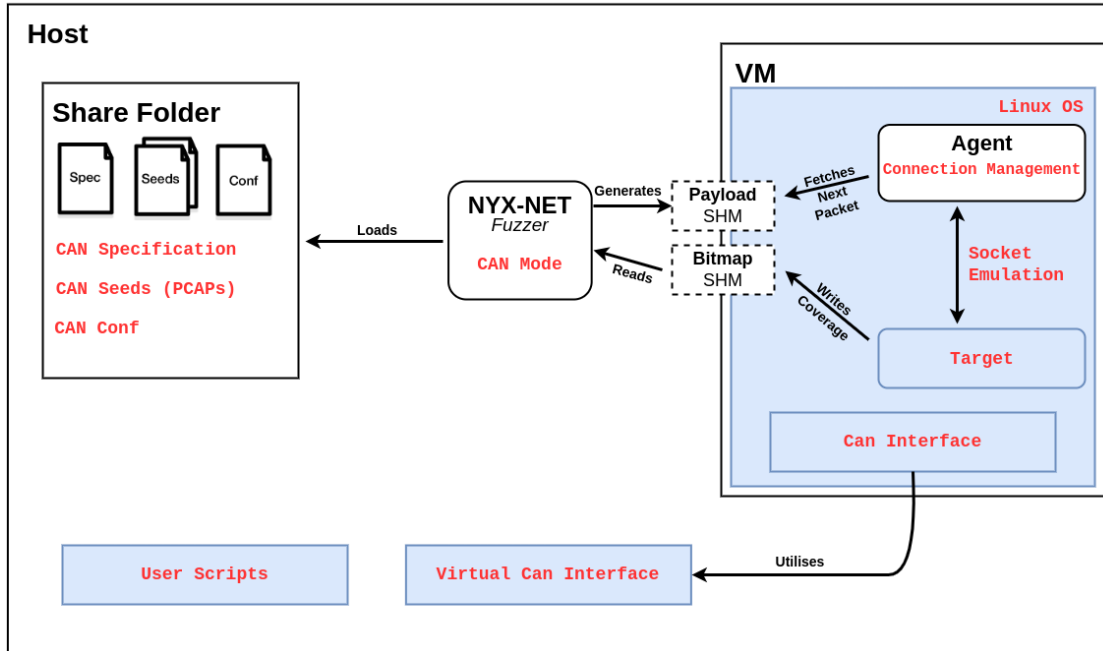 Host
Share Folder
Spec
Seeds
Conf
CAN Specification
CAN Seeds (PCAPs)
CAN Conf
Loads
NYX-NET
Fuzzer
CAN Mode
Generates
Reads
Payload
SHM
Bitmap
SHM
VM
Linux OS
Agent
Connection Management
Fetches
Next
Packet
Socket
Emulation
Writes
Coverage
Target
Can Interface
User Scripts
Virtual Can Interface
Utilises